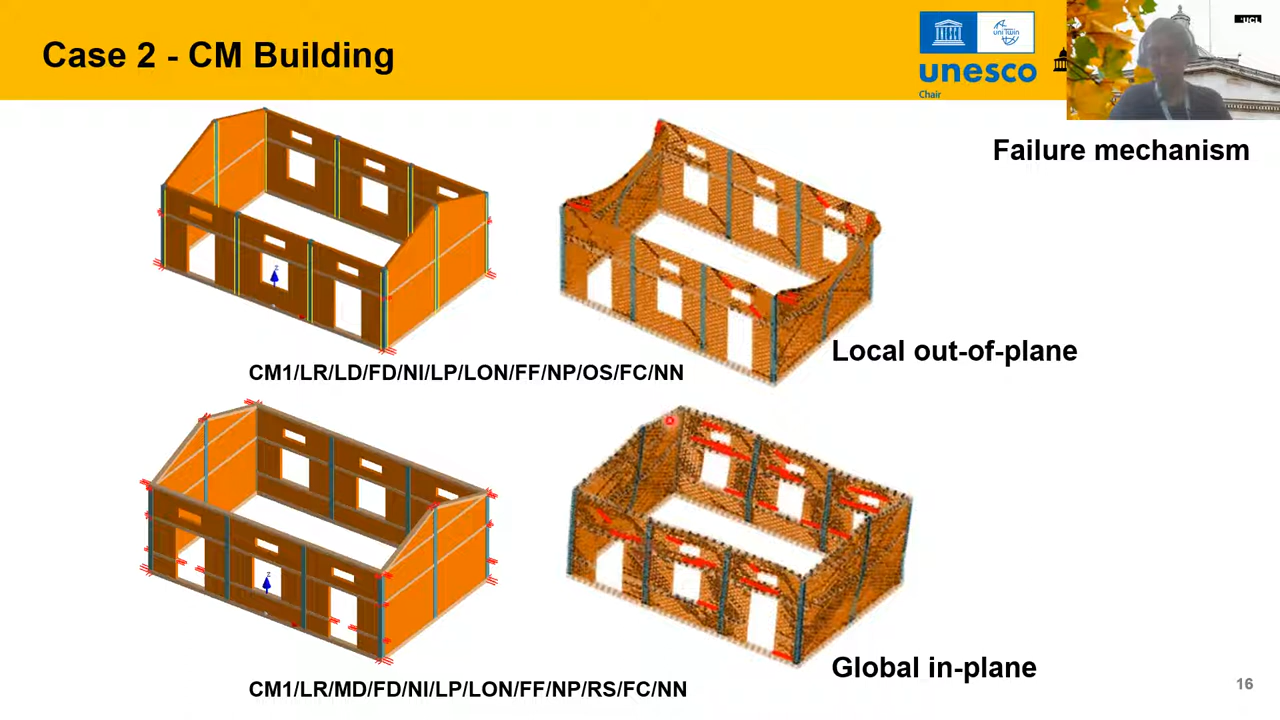 Case 2 - CM Building
UNITWIN
unesco
Chair
UCL
Failure mechanism
Local out-of-plane
CM1/LR/LD/FD/NI/LP/LON/FF/NP/OS/FC/NN
Global in-plane
CM1/LR/MD/FD/NI/LP/LON/FF/NP/RS/FC/NN
16